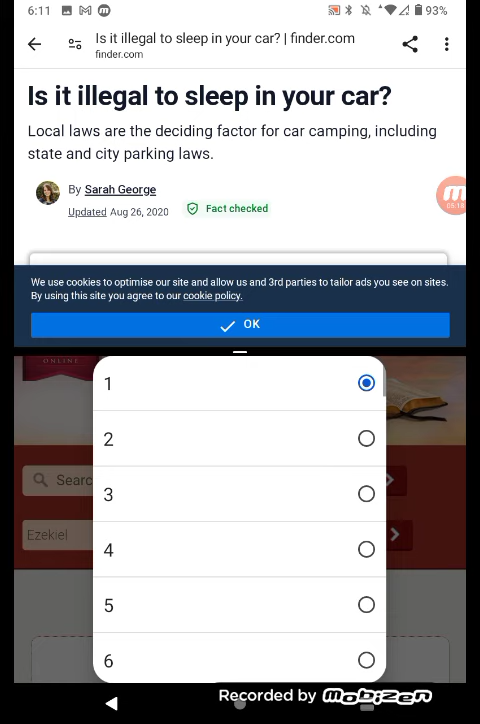 6:11
93%
Is it illegal to sleep in your car? | finder.com
finder.com
Is it illegal to sleep in your car?
Local laws are the deciding factor for car camping, including
state and city parking laws.
By Sarah George
Updated Aug 26, 2020
Fact checked
05:18
We use cookies to optimise our site and allow us and 3rd parties to tailor ads you see on sites.
By using this site you agree to our cookie policy.
OK
ONLINE
1
2
Searc
3
Ezekiel
4
5
6
Recorded by mobizen